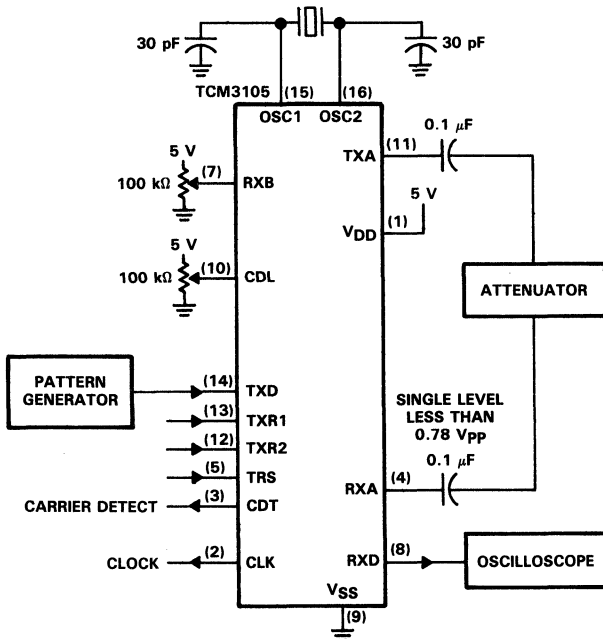 30 pF
30 pF
TCM3105
(15)
(16)
OSC1
OSC2
0.1 µF
(11)
TXA
5 V
(7)
100 kΩ
RXB
5 V
(1)
VDD
5 V
(10)
100 kΩ
CDL
ATTENUATOR
PATTERN
GENERATOR
(14)
TXD
(13)
TXR1
(12)
TXR2
(5)
TRS
(3)
CARRIER DETECT
CDT
SINGLE LEVEL
LESS THAN
0.78 VPP
0.1 µF
(4)
RXA
(2)
CLOCK
CLK
(8)
RXD
OSCILLOSCOPE
VSS
(9)